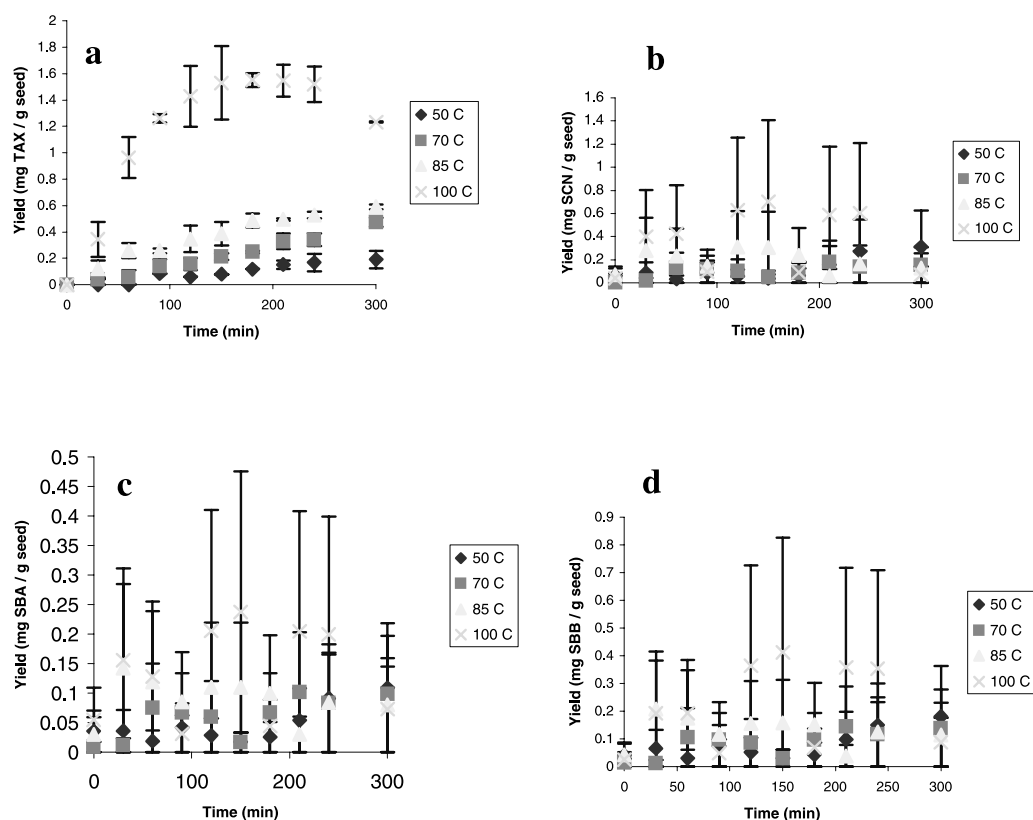 a
2
1.8
1.6
1.4
1.2
1
0.8
0.6
0.4
0.2
0
Yield (mg TAX / g seed)
0 100 200 300
Time (min)
50 C
70 C
85 C
100 C
b
1.6
1.4
1.2
1
0.8
0.6
0.4
0.2
0
Yield (mg SCN / g seed)
0 100 200 300
Time (min)
50 C
70 C
85 C
100 C
c
0.5
0.45
0.4
0.35
0.3
0.25
0.2
0.15
0.1
0.05
0
Yield (mg SBA / g seed)
0 100 200 300
Time (min)
50 C
70 C
85 C
100 C
d
0.9
0.8
0.7
0.6
0.5
0.4
0.3
0.2
0.1
0
Yield (mg SBB / g seed)
0 50 100 150 200 250 300
Time (min)
50 C
70 C
85 C
100 C